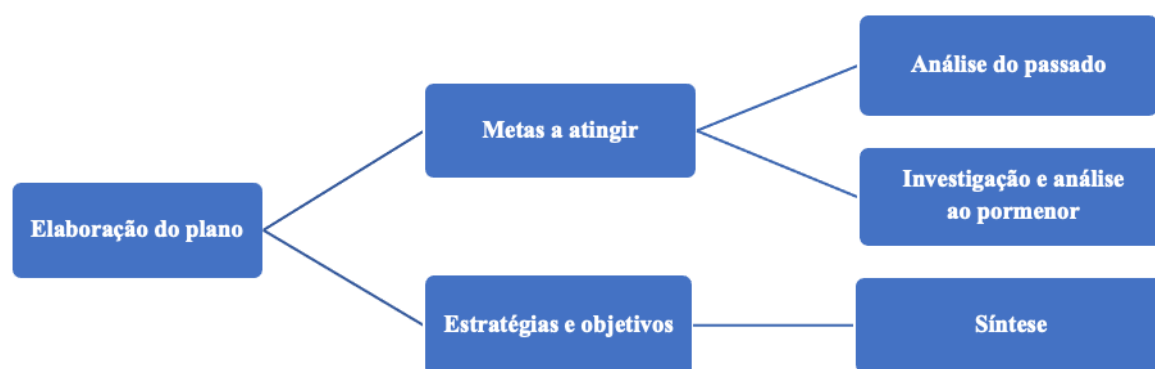 Elaboração do plano
Metas a atingir
Análise do passado
Investigação e análise
ao pormenor
Estratégias e objetivos
Síntese